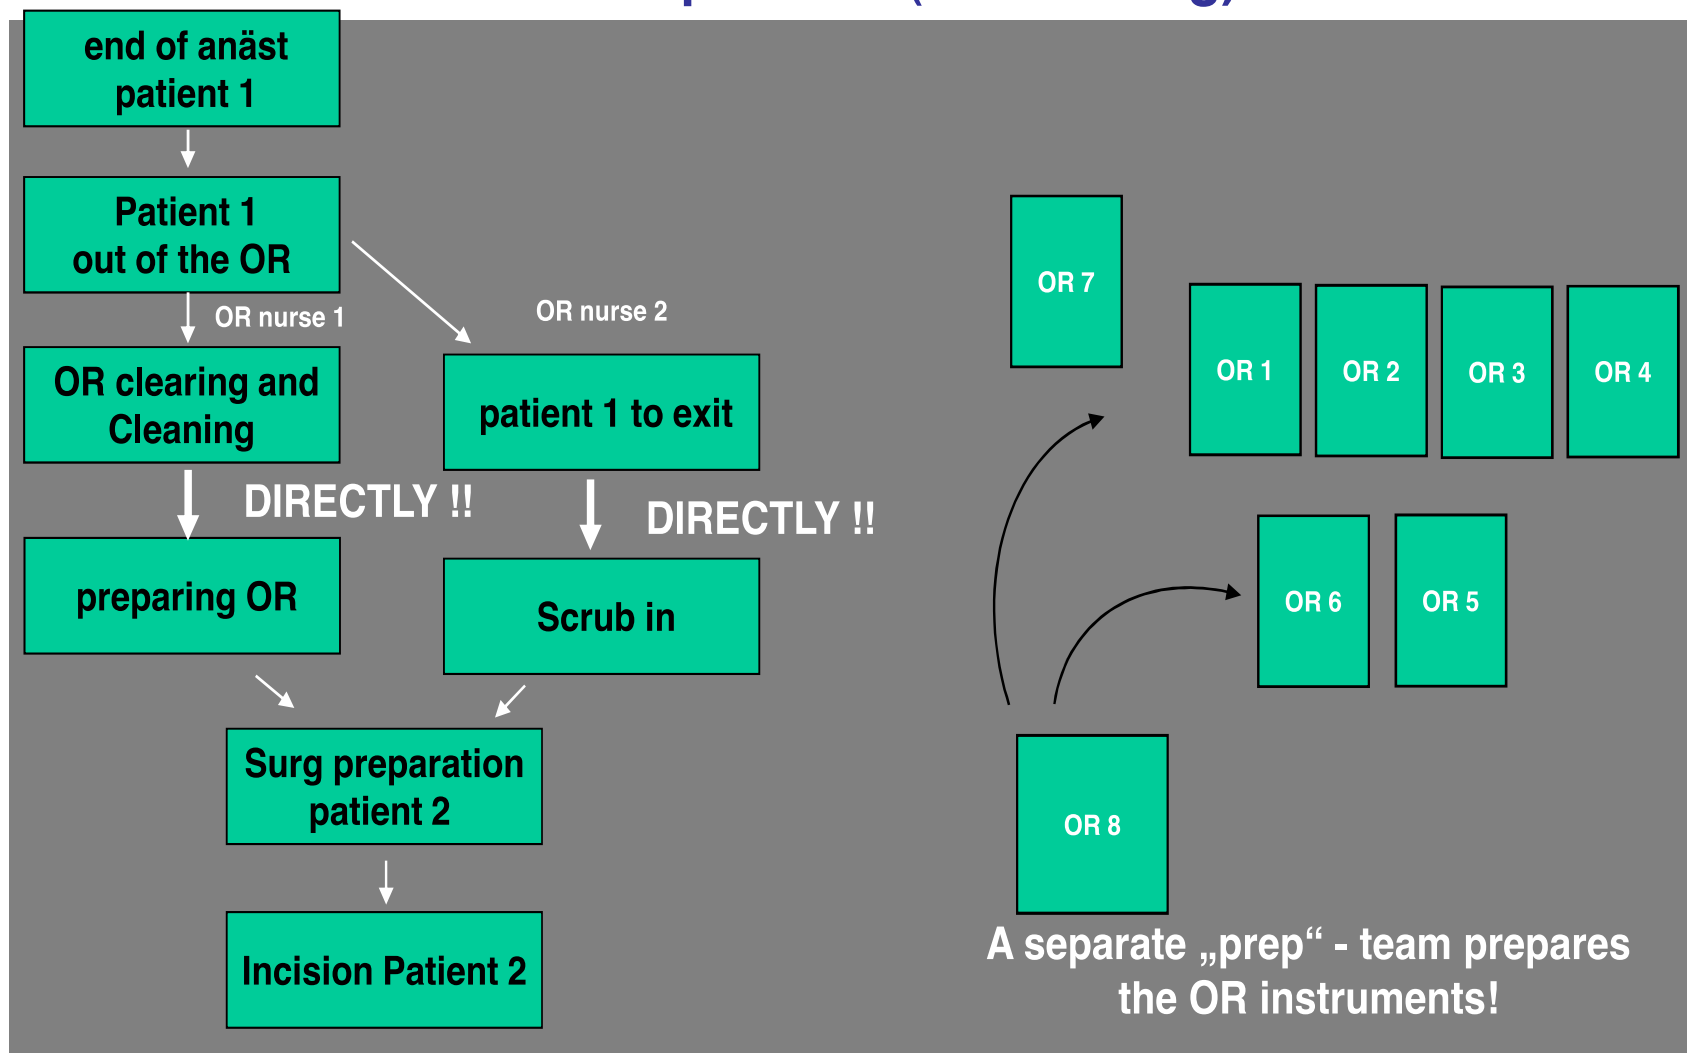 end of anäst
patient 1
Patient 1
out of the OR
OR nurse 1
OR nurse 2
OR clearing and
Cleaning
patient 1 to exit
DIRECTLY !!
DIRECTLY !!
preparing OR
Scrub in
Surg preparation
patient 2
Incision Patient 2
OR 7
OR 1
OR 2
OR 3
OR 4
OR 6
OR 5
OR 8
A separate „prep“ - team prepares
the OR instruments!